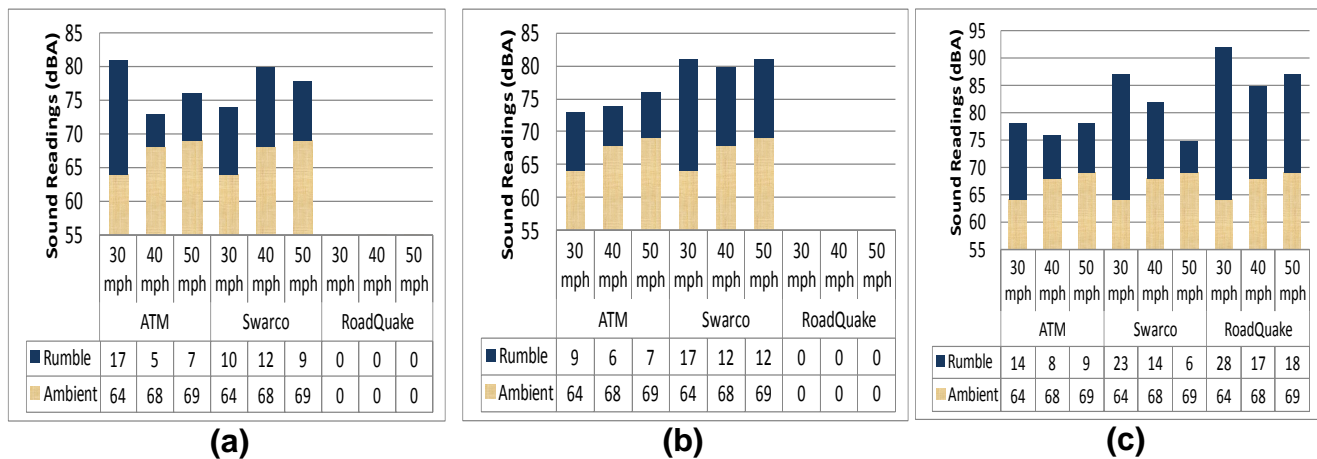 Sound Readings (dBA)
85
80
75
70
65
60
55
30 mph 40 mph 50 mph 30 mph 40 mph 50 mph 30 mph 40 mph 50 mph
ATM Swarco RoadQuake
Rumble 17 5 7 10 12 9 0 0 0
Ambient 64 68 69 64 68 69 0 0 0
(a)
Sound Readings (dBA)
85
80
75
70
65
60
55
30 mph 40 mph 50 mph 30 mph 40 mph 50 mph 30 mph 40 mph 50 mph
ATM Swarco RoadQuake
Rumble 9 6 7 17 12 12 0 0 0
Ambient 64 68 69 64 68 69 0 0 0
(b)
Sound Readings (dBA)
95
90
85
80
75
70
65
60
55
30 mph 40 mph 50 mph 30 mph 40 mph 50 mph 30 mph 40 mph 50 mph
ATM Swarco RoadQuake
Rumble 14 8 9 23 14 6 28 17 18
Ambient 64 68 69 64 68 69 64 68 69
(c)